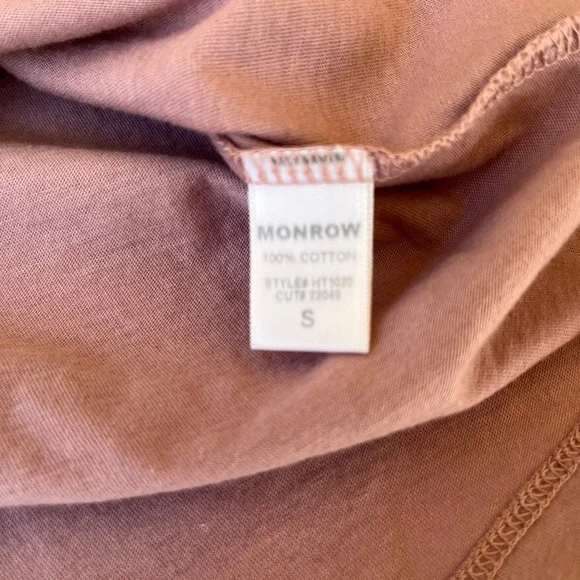 MONROW
100% COTTON
STYLE# HT1020
CUT# 23049
S